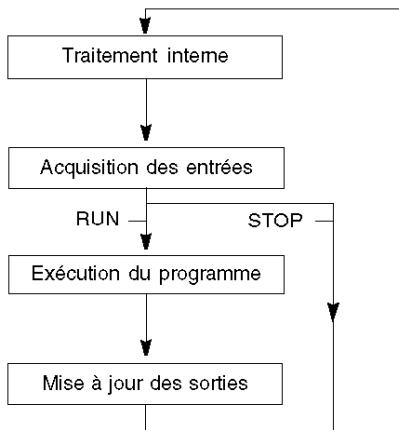 Traitement interne
Acquisition des entrées
RUN
STOP
Exécution du programme
Mise à jour des sorties